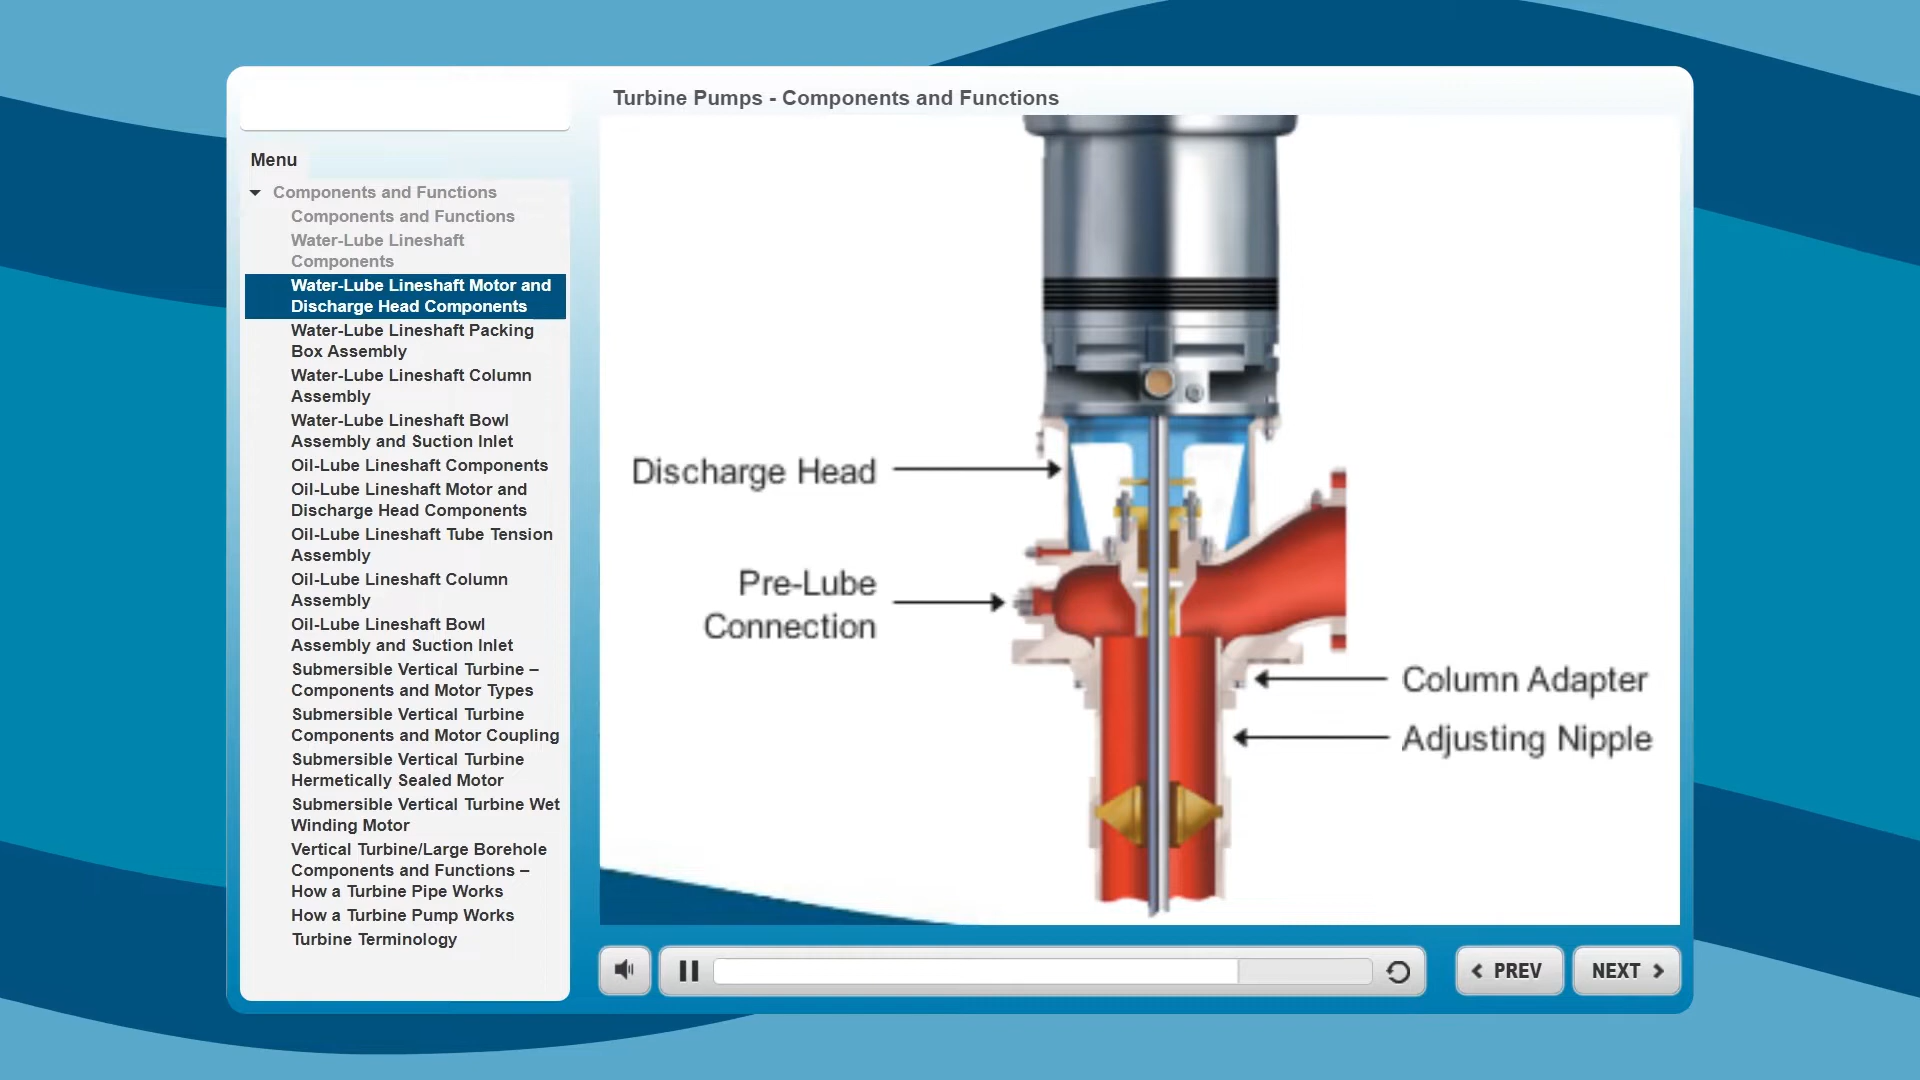 Turbine Pumps - Components and Functions
Menu
Components and Functions
Components and Functions
Water-Lube Lineshaft
Components
Water-Lube Lineshaft Motor and
Discharge Head Components
Water-Lube Lineshaft Packing
Box Assembly
Water-Lube Lineshaft Column
Assembly
Water-Lube Lineshaft Bowl
Assembly and Suction Inlet
Oil-Lube Lineshaft Components
Oil-Lube Lineshaft Motor and
Discharge Head Components
Oil-Lube Lineshaft Tube Tension
Assembly
Oil-Lube Lineshaft Column
Assembly
Oil-Lube Lineshaft Bowl
Assembly and Suction Inlet
Submersible Vertical Turbine –
Components and Motor Types
Submersible Vertical Turbine
Components and Motor Coupling
Submersible Vertical Turbine
Hermetically Sealed Motor
Submersible Vertical Turbine Wet
Winding Motor
Vertical Turbine/Large Borehole
Components and Functions –
How a Turbine Pipe Works
How a Turbine Pump Works
Turbine Terminology
Discharge Head
Pre-Lube
Connection
Column Adapter
Adjusting Nipple
PREV
NEXT